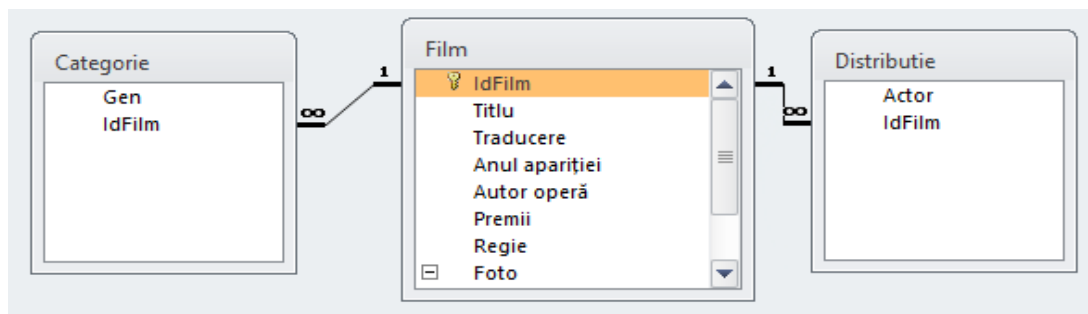 Categorie
Gen
IdFilm
1
∞
Film
IdFilm
Titlu
Traducere
Anul apariției
Autor operă
Premii
Regie
Foto
1
∞
Distributie
Actor
IdFilm